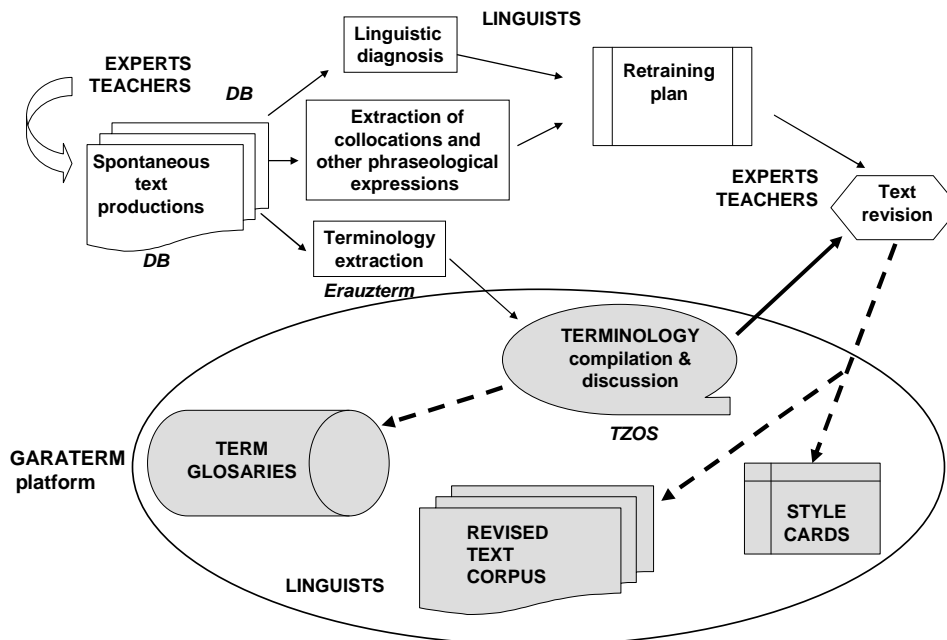 LINGUISTS
Linguistic
diagnosis
EXPERTS
TEACHERS
DB
Retraining
plan
Extraction of
collocations and
other phraseological
expressions
Spontaneous
text
productions
DB
EXPERTS
TEACHERS
Text
revision
Terminology
extraction
Erauzterm
TERMINOLOGY
compilation &
discussion
TZOS
GARATERM
platform
TERM
GLOSARIES
REVISED
TEXT
CORPUS
STYLE
CARDS
LINGUISTS